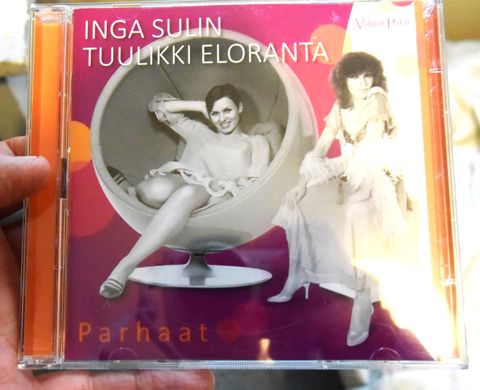 INGA SULIN
TUULIKKI ELORANTA
Valitut Palat
Parhaat